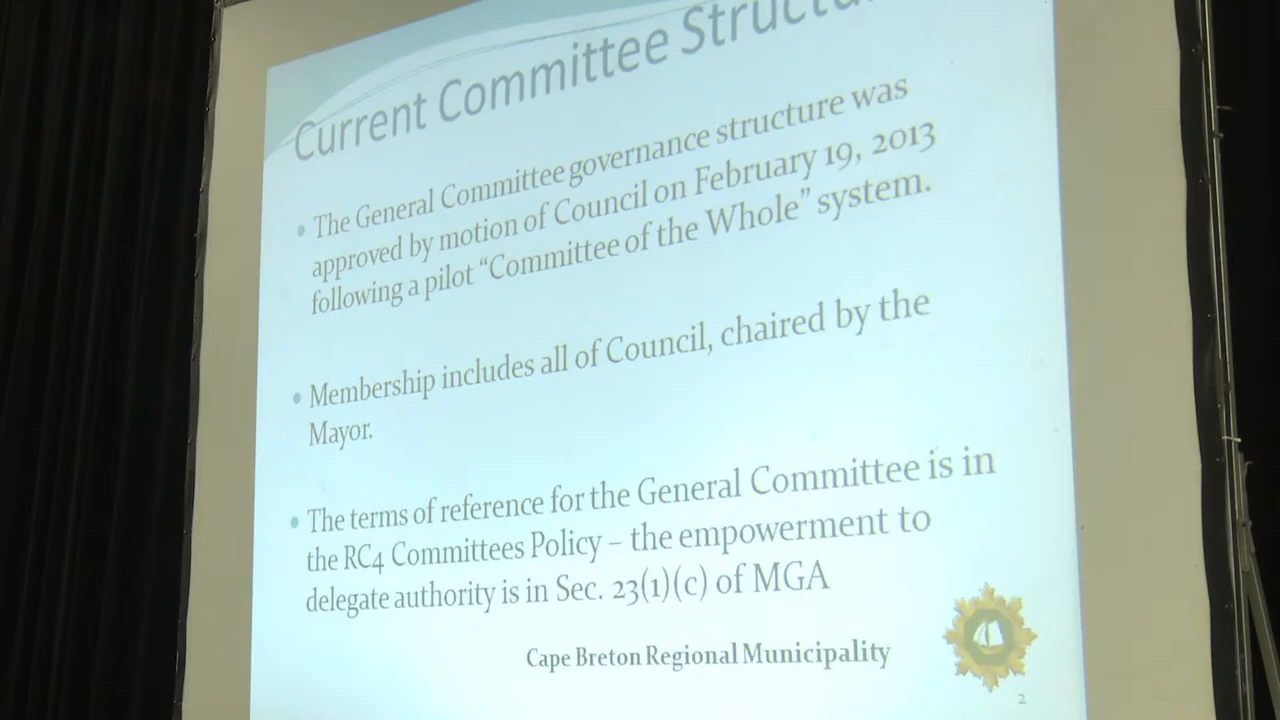 Current Committee
• The General Committee governance structure was
approved by motion of Council on February 19, 2013
following a pilot “Committee of the Whole” system.
• Membership includes all of Council, chaired by the
Mayor.
• The terms of reference for the General Committee is in
the RC4 Committees Policy – the empowerment to
delegate authority is in Sec. 23(1)(c) of MGA
Cape Breton Regional Municipality
2